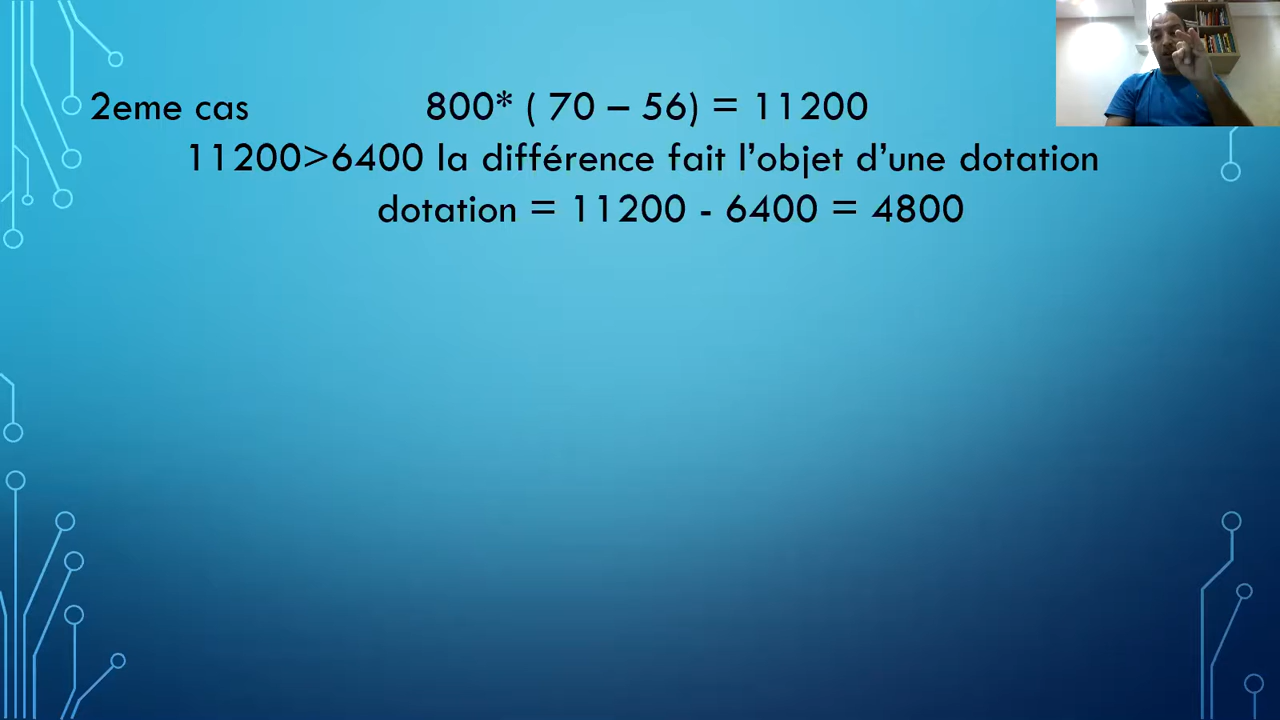 2eme cas 800* ( 70 – 56) = 11200
11200>6400 la différence fait l’objet d’une dotation
dotation = 11200 - 6400 = 4800